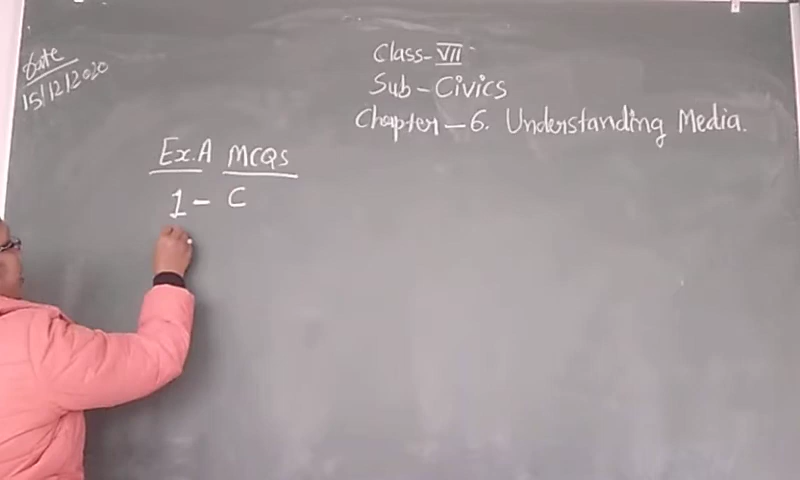 Date
15/12/2020
Class-VII
Sub-Civics
Chapter-6. Understanding Media.
Ex.A MCQs
1- C